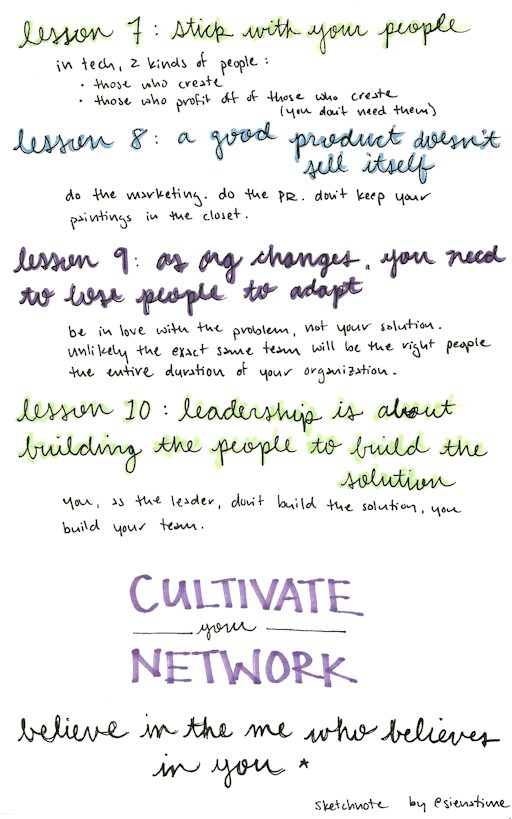 lesson 7: stick with your people
in tech, 2 kinds of people:
• those who create
• those who profit off of those who create
(you don't need them)
lesson 8: a good product doesn't
sell itself
do the marketing. do the PR. don't keep your
paintings in the closet.
lesson 9: as org changes, you need
to lose people to adapt
be in love with the problem, not your solution.
unlikely the exact same team will be the right people
the entire duration of your organization.
lesson 10: leadership is about
building the people to build the
solution
you, as the leader, don't build the solution, you
build your team.
CULTIVATE
your
NETWORK
believe in the me who believes
in you *
sketchnote by @sienatime